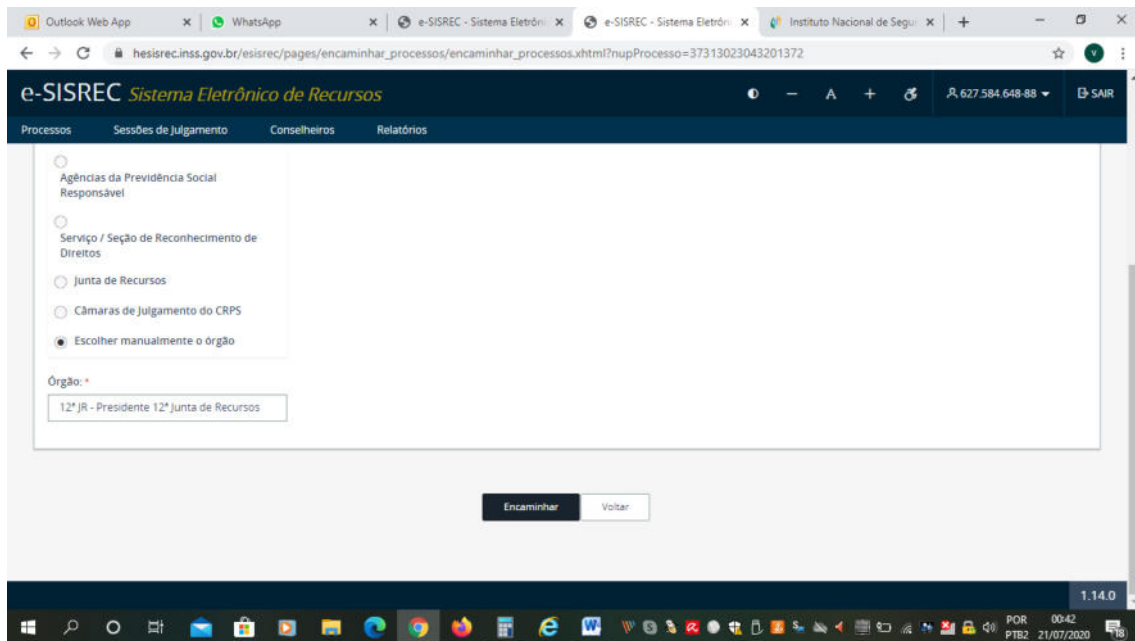 Outlook Web App
WhatsApp
e-SISREC - Sistema Eletrôni
e-SISREC - Sistema Eletrôni
Instituto Nacional de Segur
hesisrec.inss.gov.br/esisrec/pages/encaminhar_processos/encaminhar_processos.xhtml?nupProcesso=37313023043201372
V
e-SISREC Sistema Eletrônico de Recursos
A
627.584.648-88
SAIR
Processos
Sessões de Julgamento
Conselheiros
Relatórios
Agências da Previdência Social
Responsável
Serviço / Seção de Reconhecimento de
Direitos
Junta de Recursos
Câmaras de Julgamento do CRPS
Escolher manualmente o órgão
Órgão: *
12ª JR - Presidente 12ª Junta de Recursos
Encaminhar
Voltar
1.14.0
POR
PTB2
00:42
21/07/2020
18